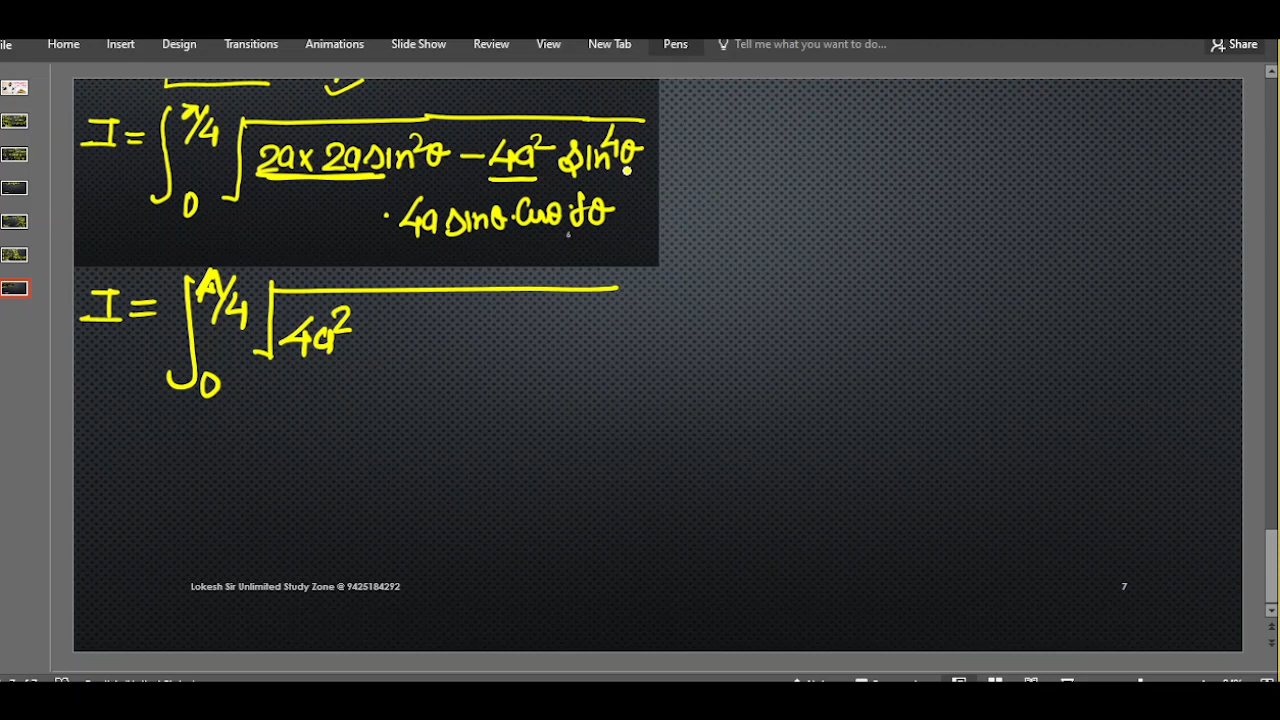 File Home Insert Design Transitions Animations Slide Show Review View New Tab Pens Tell me what you want to do... Share
I = ∫₀^π/4 √(2a × 2a sin²θ − 4a² sin⁴θ)
· 4a sinθ · Cosθ · dθ
I = ∫₀^π/4 √(4a²
Lokesh Sir Unlimited Study Zone @ 9425184292 7